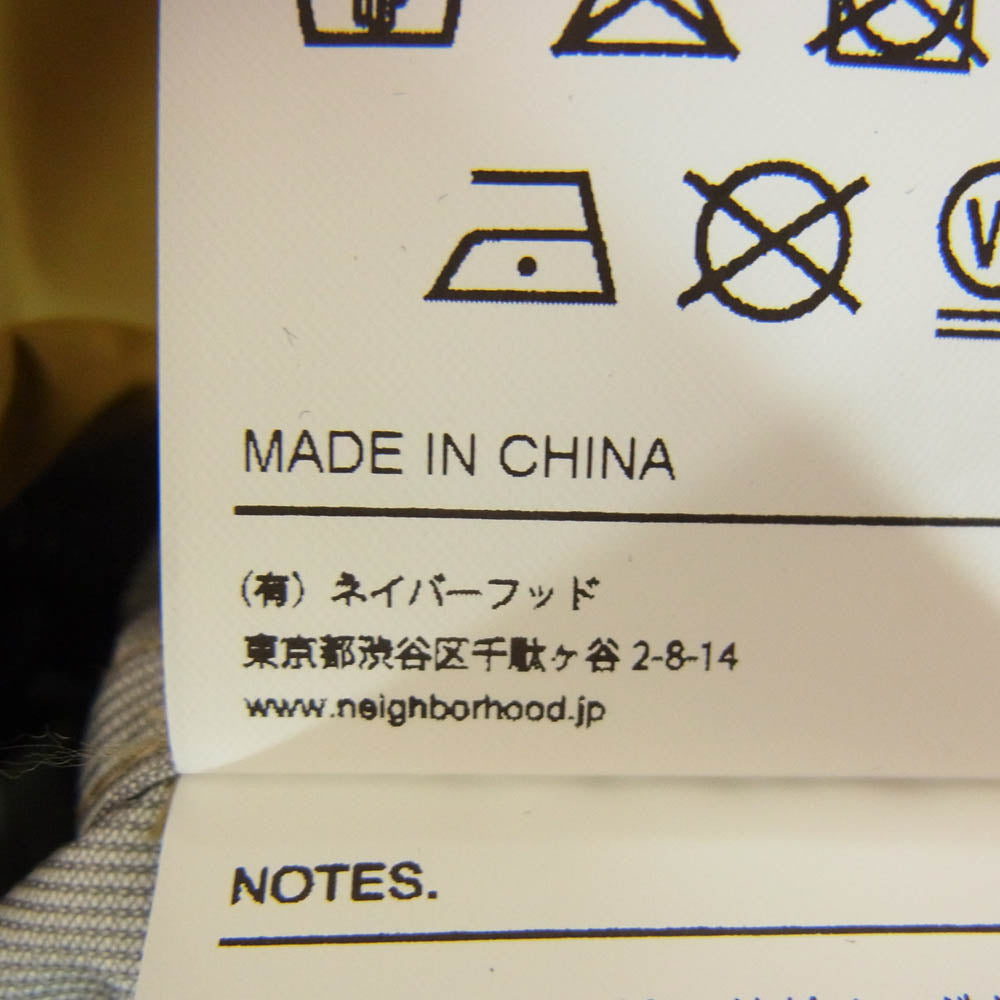 W
MADE IN CHINA
(有) ネイバーフッド
東京都渋谷区千駄ヶ谷 2-8-14
www.neighborhood.jp
NOTES.